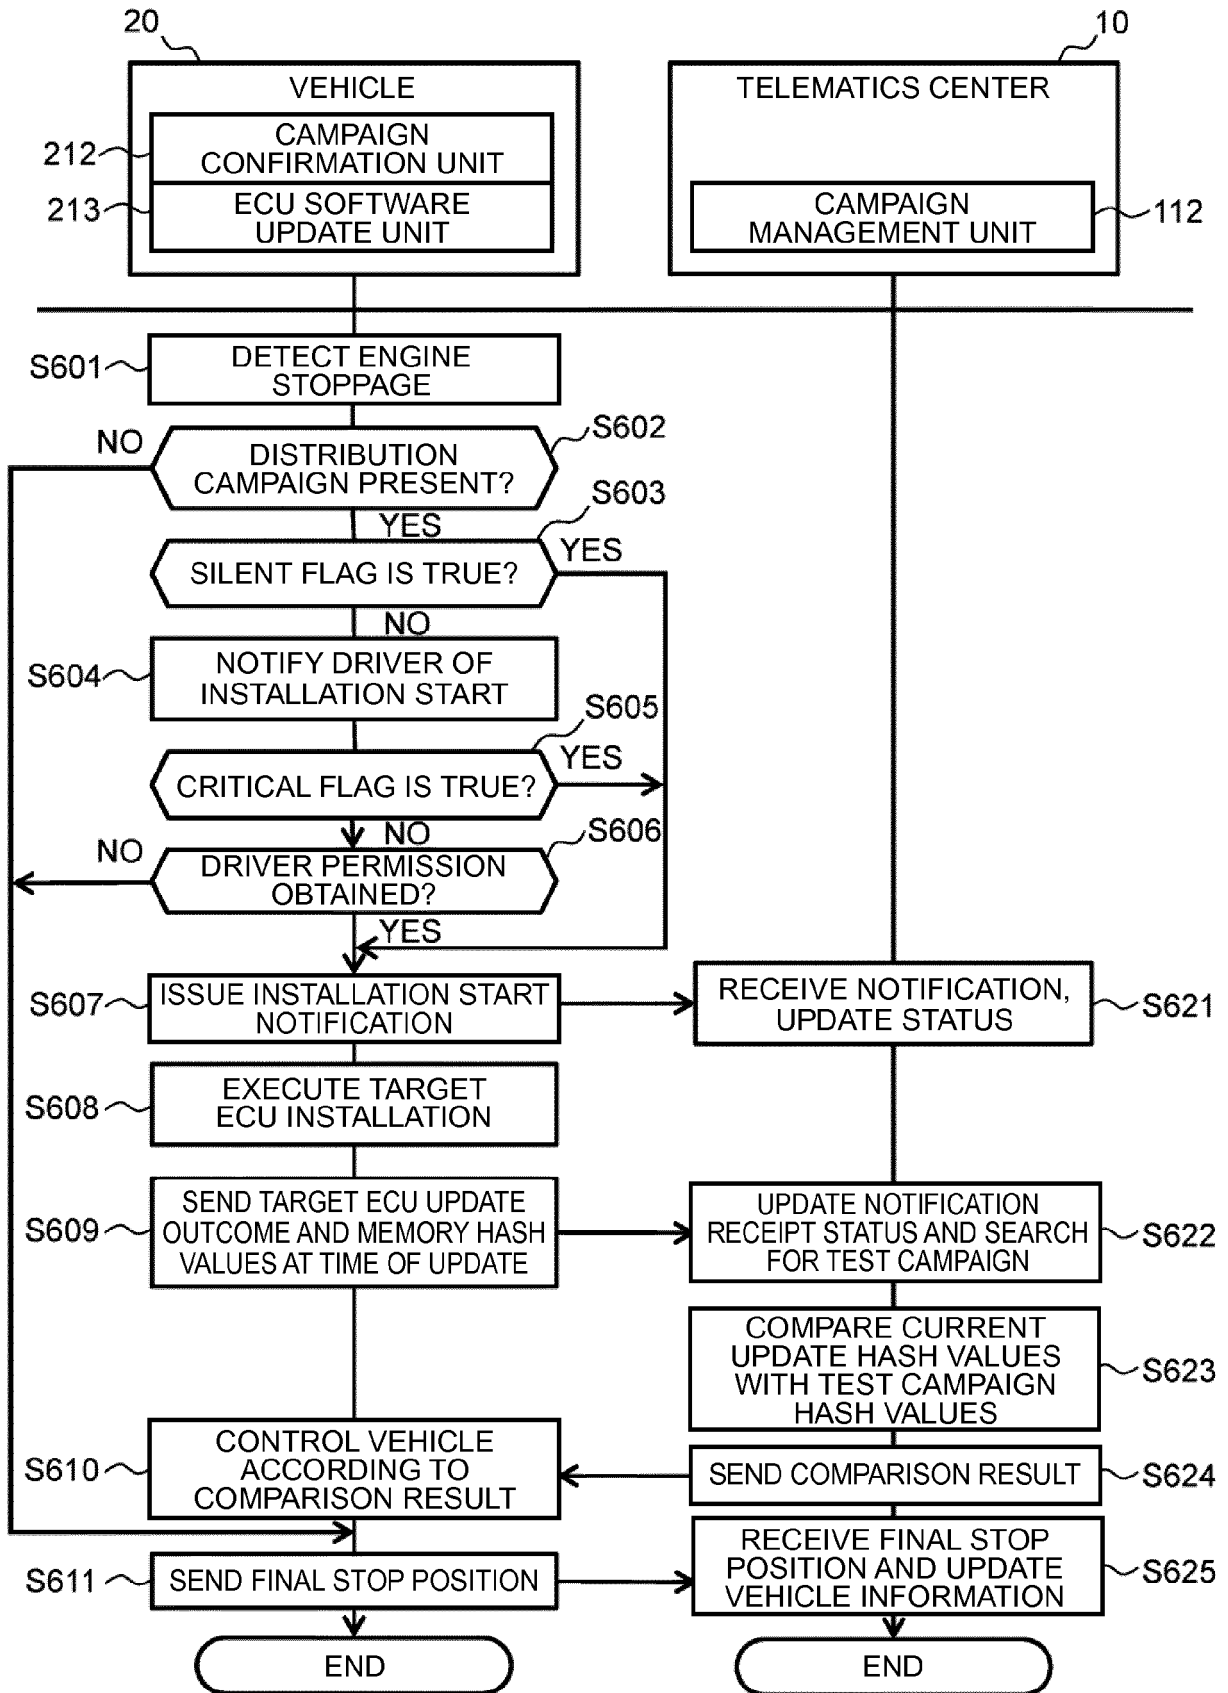 20
10
VEHICLE
TELEMATICS CENTER
212
CAMPAIGN
CONFIRMATION UNIT
213
ECU SOFTWARE
UPDATE UNIT
CAMPAIGN
MANAGEMENT UNIT
112
S601
DETECT ENGINE
STOPPAGE
NO
S602
DISTRIBUTION
CAMPAIGN PRESENT?
YES
S603
YES
SILENT FLAG IS TRUE?
NO
S604
NOTIFY DRIVER OF
INSTALLATION START
S605
YES
CRITICAL FLAG IS TRUE?
NO
S606
NO
DRIVER PERMISSION
OBTAINED?
YES
S607
ISSUE INSTALLATION START
NOTIFICATION
RECEIVE NOTIFICATION,
UPDATE STATUS
S621
S608
EXECUTE TARGET
ECU INSTALLATION
S609
SEND TARGET ECU UPDATE
OUTCOME AND MEMORY HASH
VALUES AT TIME OF UPDATE
UPDATE NOTIFICATION
RECEIPT STATUS AND SEARCH
FOR TEST CAMPAIGN
S622
COMPARE CURRENT
UPDATE HASH VALUES
WITH TEST CAMPAIGN
HASH VALUES
S623
S610
CONTROL VEHICLE
ACCORDING TO
COMPARISON RESULT
SEND COMPARISON RESULT
S624
S611
SEND FINAL STOP POSITION
RECEIVE FINAL STOP
POSITION AND UPDATE
VEHICLE INFORMATION
S625
END
END